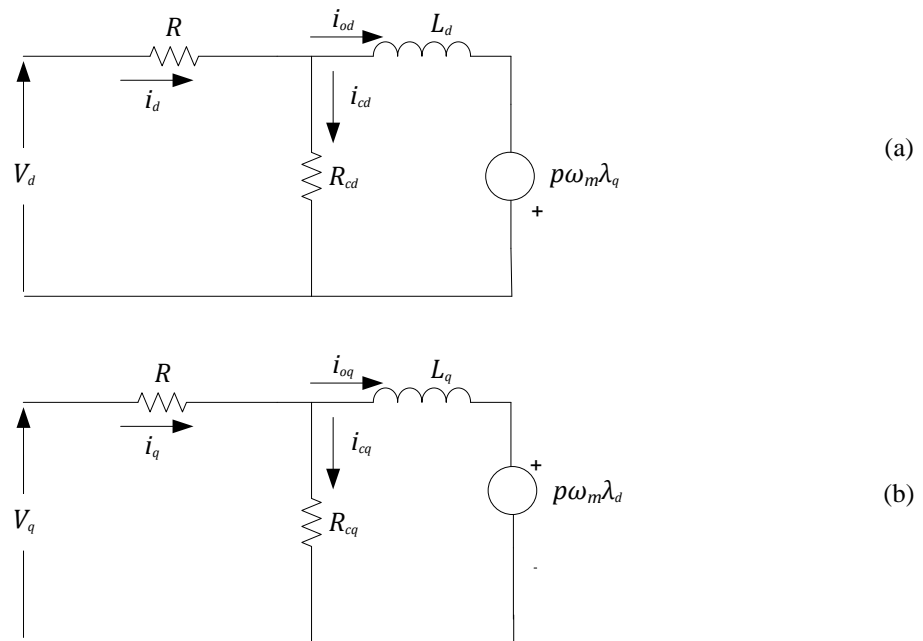 R
i_od
L_d
i_d
i_cd
V_d
R_cd
pω_mλ_q
+
(a)
R
i_oq
L_q
i_q
i_cq
+
V_q
R_cq
pω_mλ_d
(b)
-